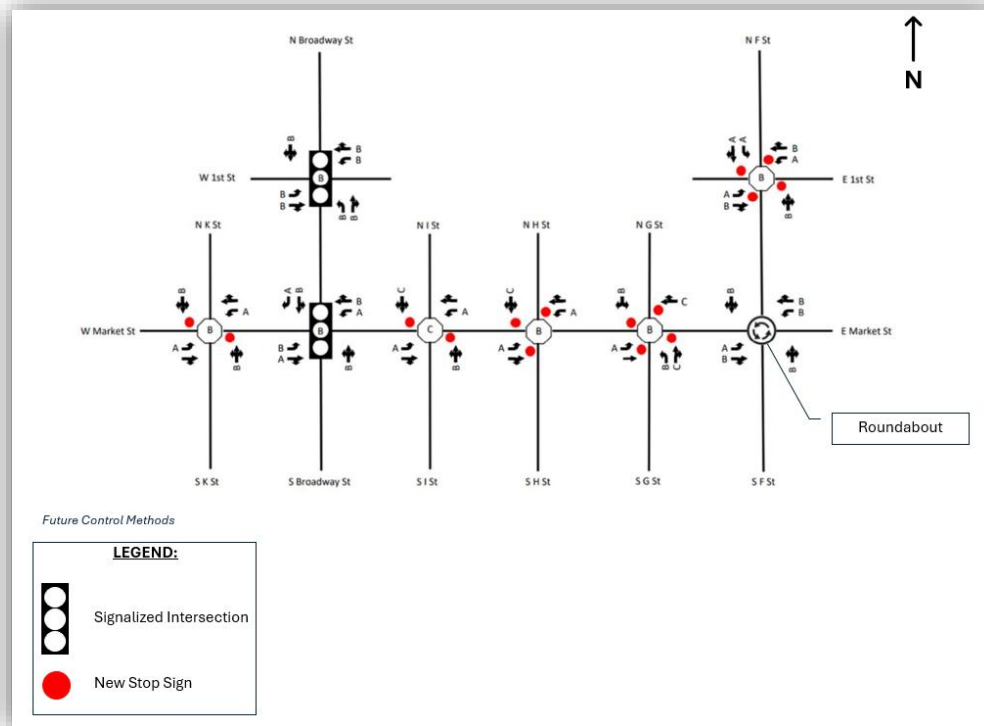 N Broadway St
N F St
N
B
B
B
A A
B
A
W 1st St
B
B
E 1st St
B
B
A
B
B B
B
N K St
N I St
N H St
N G St
B
A B
C
C
B
B
B
A
A
A
C
B
B
W Market St
B
B
C
B
B
E Market St
A
B
A
A
A
A
A
B
B
B
B
B C
B
Roundabout
S K St
S Broadway St
S I St
S H St
S G St
S F St
Future Control Methods
LEGEND:
Signalized Intersection
New Stop Sign